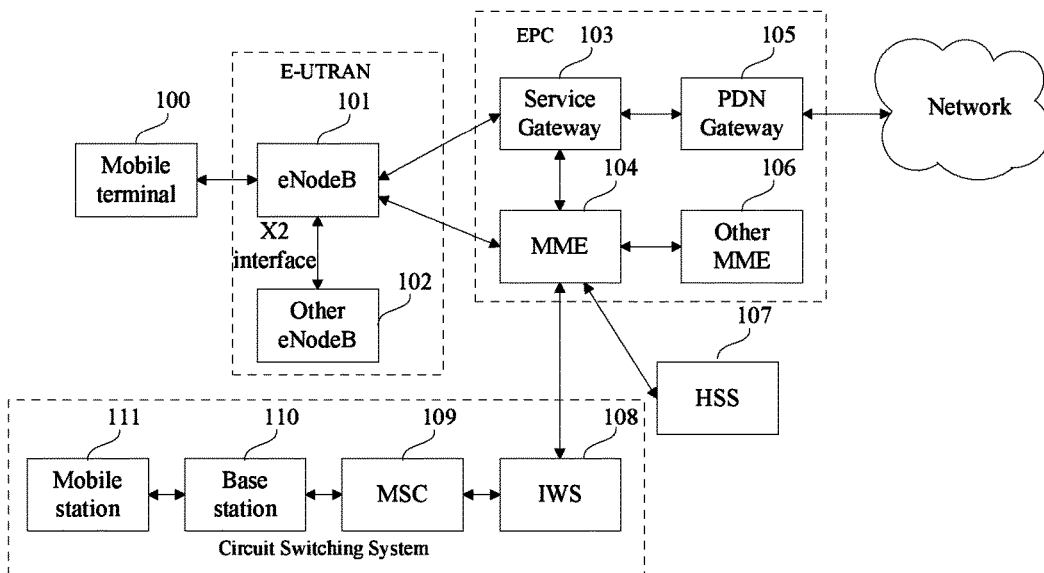 EPC
103
105
E-UTRAN
101
100
Service
Gateway
PDN
Gateway
Network
Mobile
terminal
eNodeB
104
106
X2
interface
MME
Other
MME
102
Other
eNodeB
107
HSS
111
110
109
108
Mobile
station
Base
station
MSC
IWS
Circuit Switching System